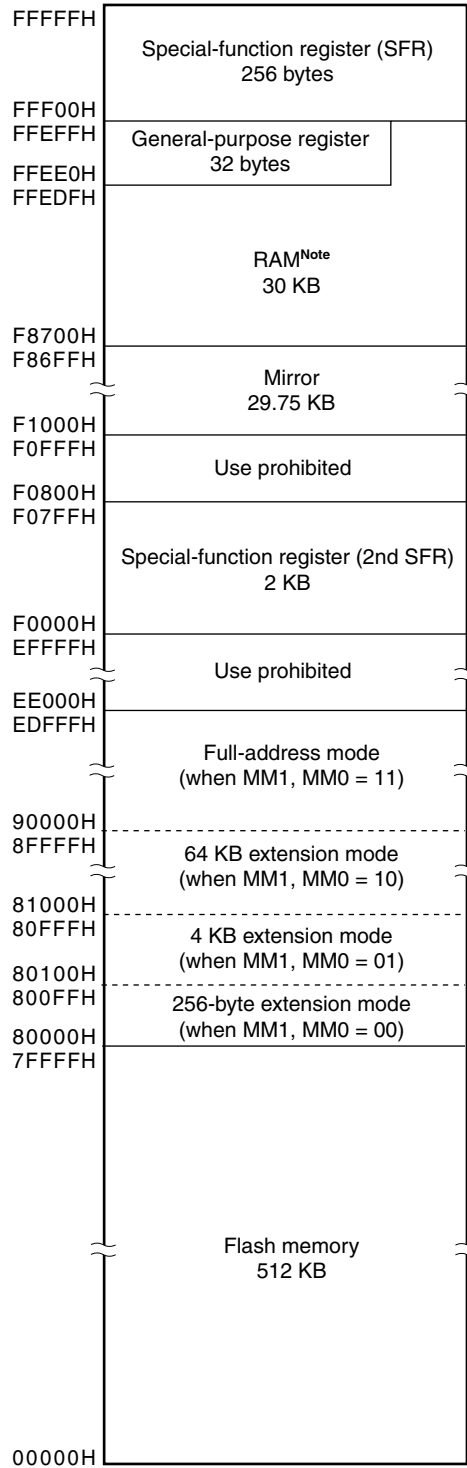 FFFFFH
Special-function register (SFR)
256 bytes
FFF00H
FFEFFH
General-purpose register
32 bytes
FFEE0H
FFEDFH
RAMNote
30 KB
F8700H
F86FFH
Mirror
29.75 KB
F1000H
F0FFFH
Use prohibited
F0800H
F07FFH
Special-function register (2nd SFR)
2 KB
F0000H
EFFFFH
Use prohibited
EE000H
EDFFFH
Full-address mode
(when MM1, MM0 = 11)
90000H
8FFFFH
64 KB extension mode
(when MM1, MM0 = 10)
81000H
80FFFH
4 KB extension mode
(when MM1, MM0 = 01)
80100H
800FFH
256-byte extension mode
(when MM1, MM0 = 00)
80000H
7FFFFH
Flash memory
512 KB
00000H